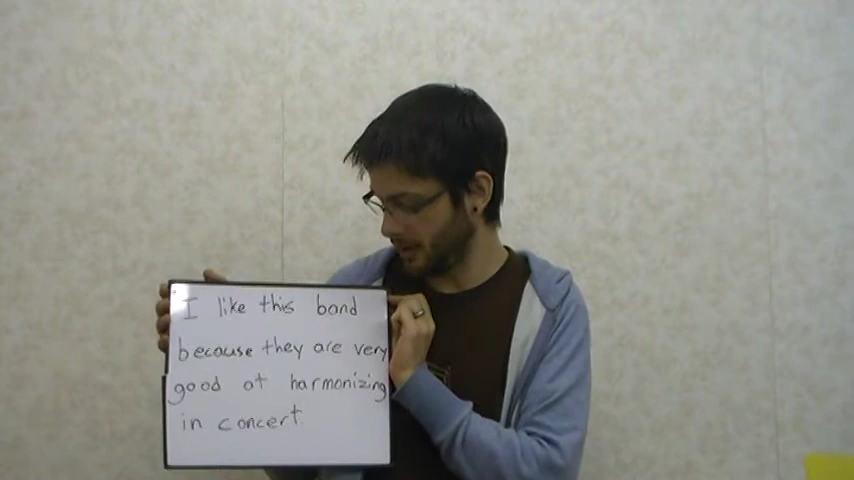 I like this band
because they are very
good at harmonizing
in concert.